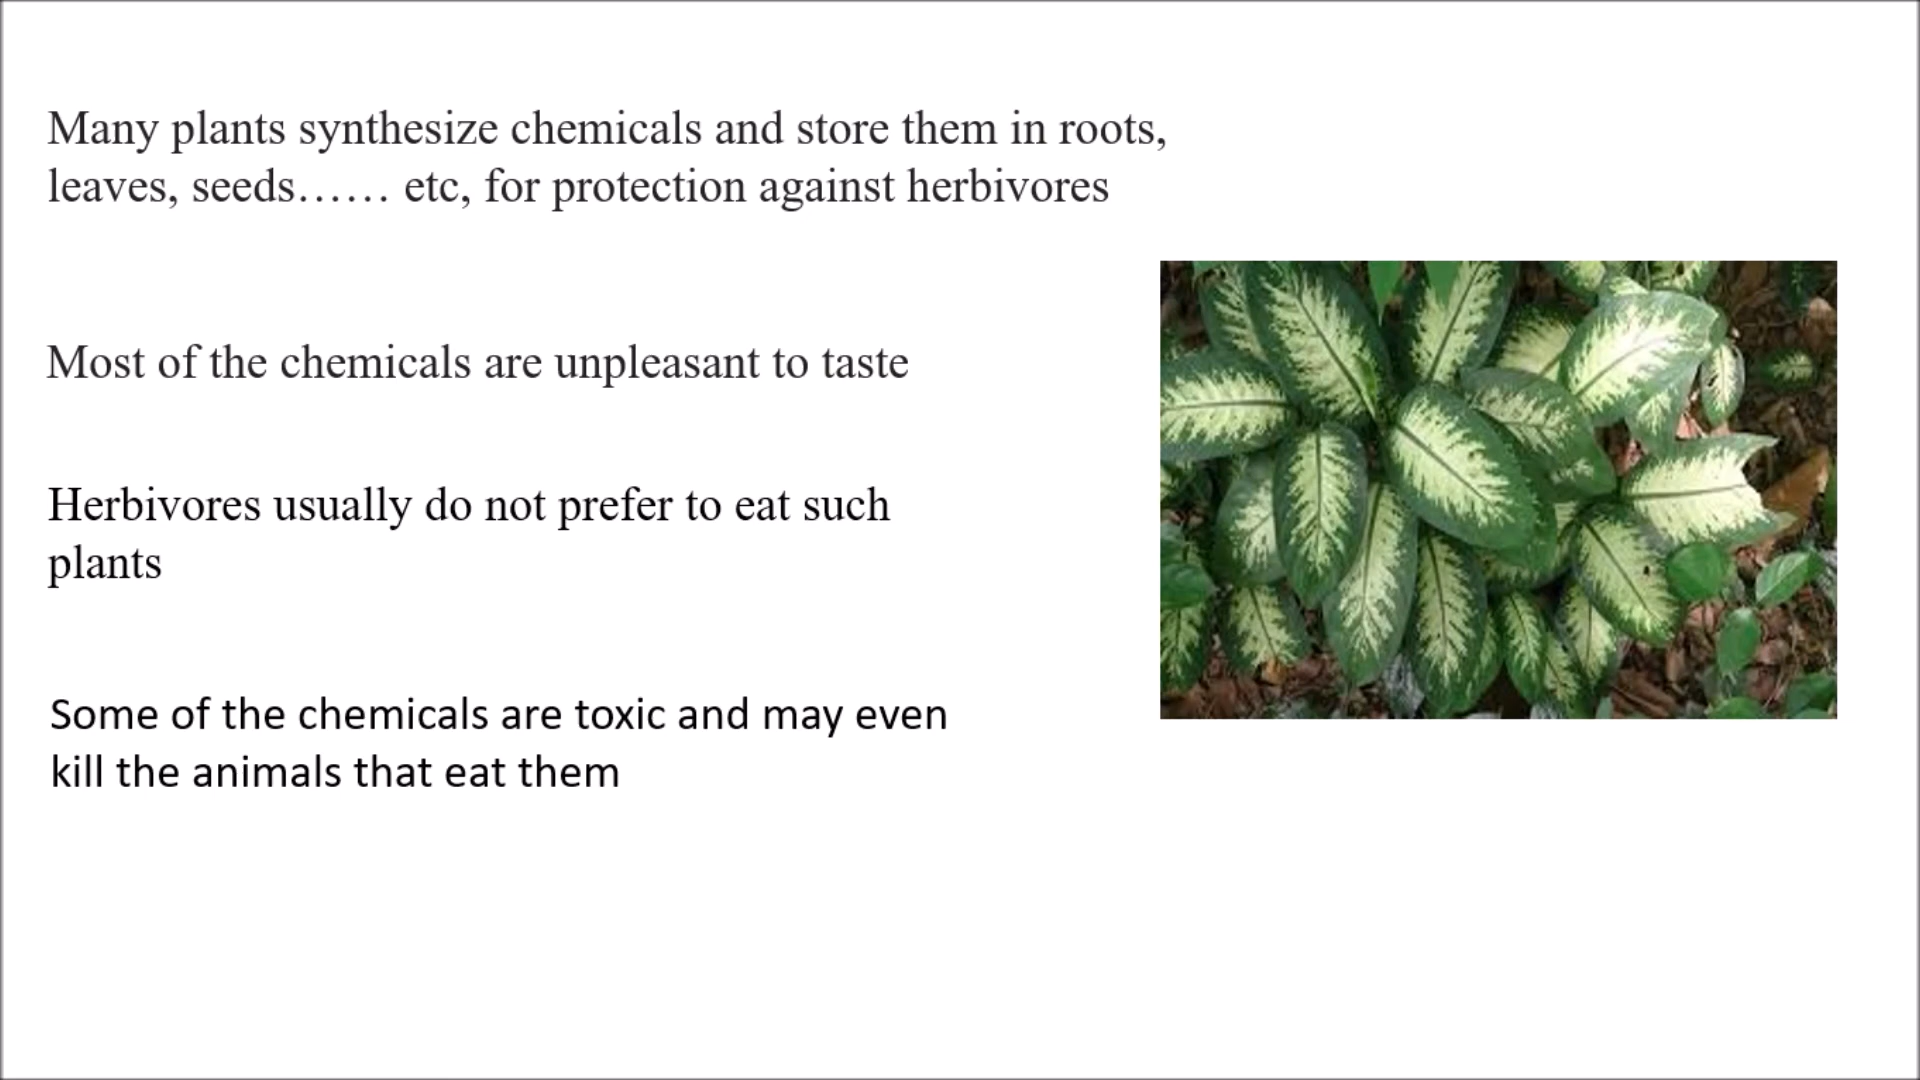 Many plants synthesize chemicals and store them in roots,
leaves, seeds…… etc, for protection against herbivores
Most of the chemicals are unpleasant to taste
Herbivores usually do not prefer to eat such
plants
Some of the chemicals are toxic and may even
kill the animals that eat them